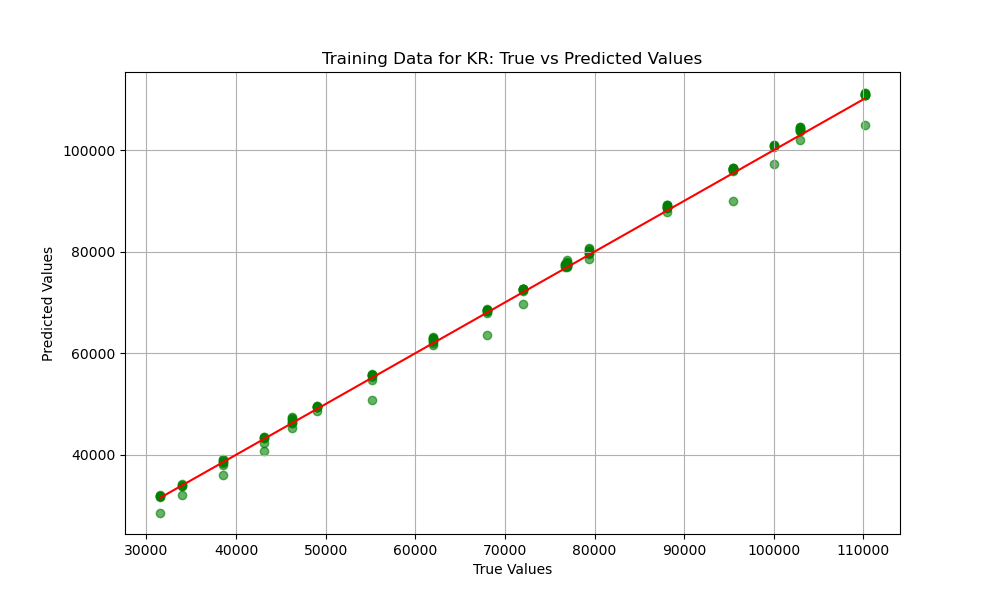 Training Data for KR: True vs Predicted Values
100000
80000
60000
40000
Predicted Values
30000 40000 50000 60000 70000 80000 90000 100000 110000
True Values